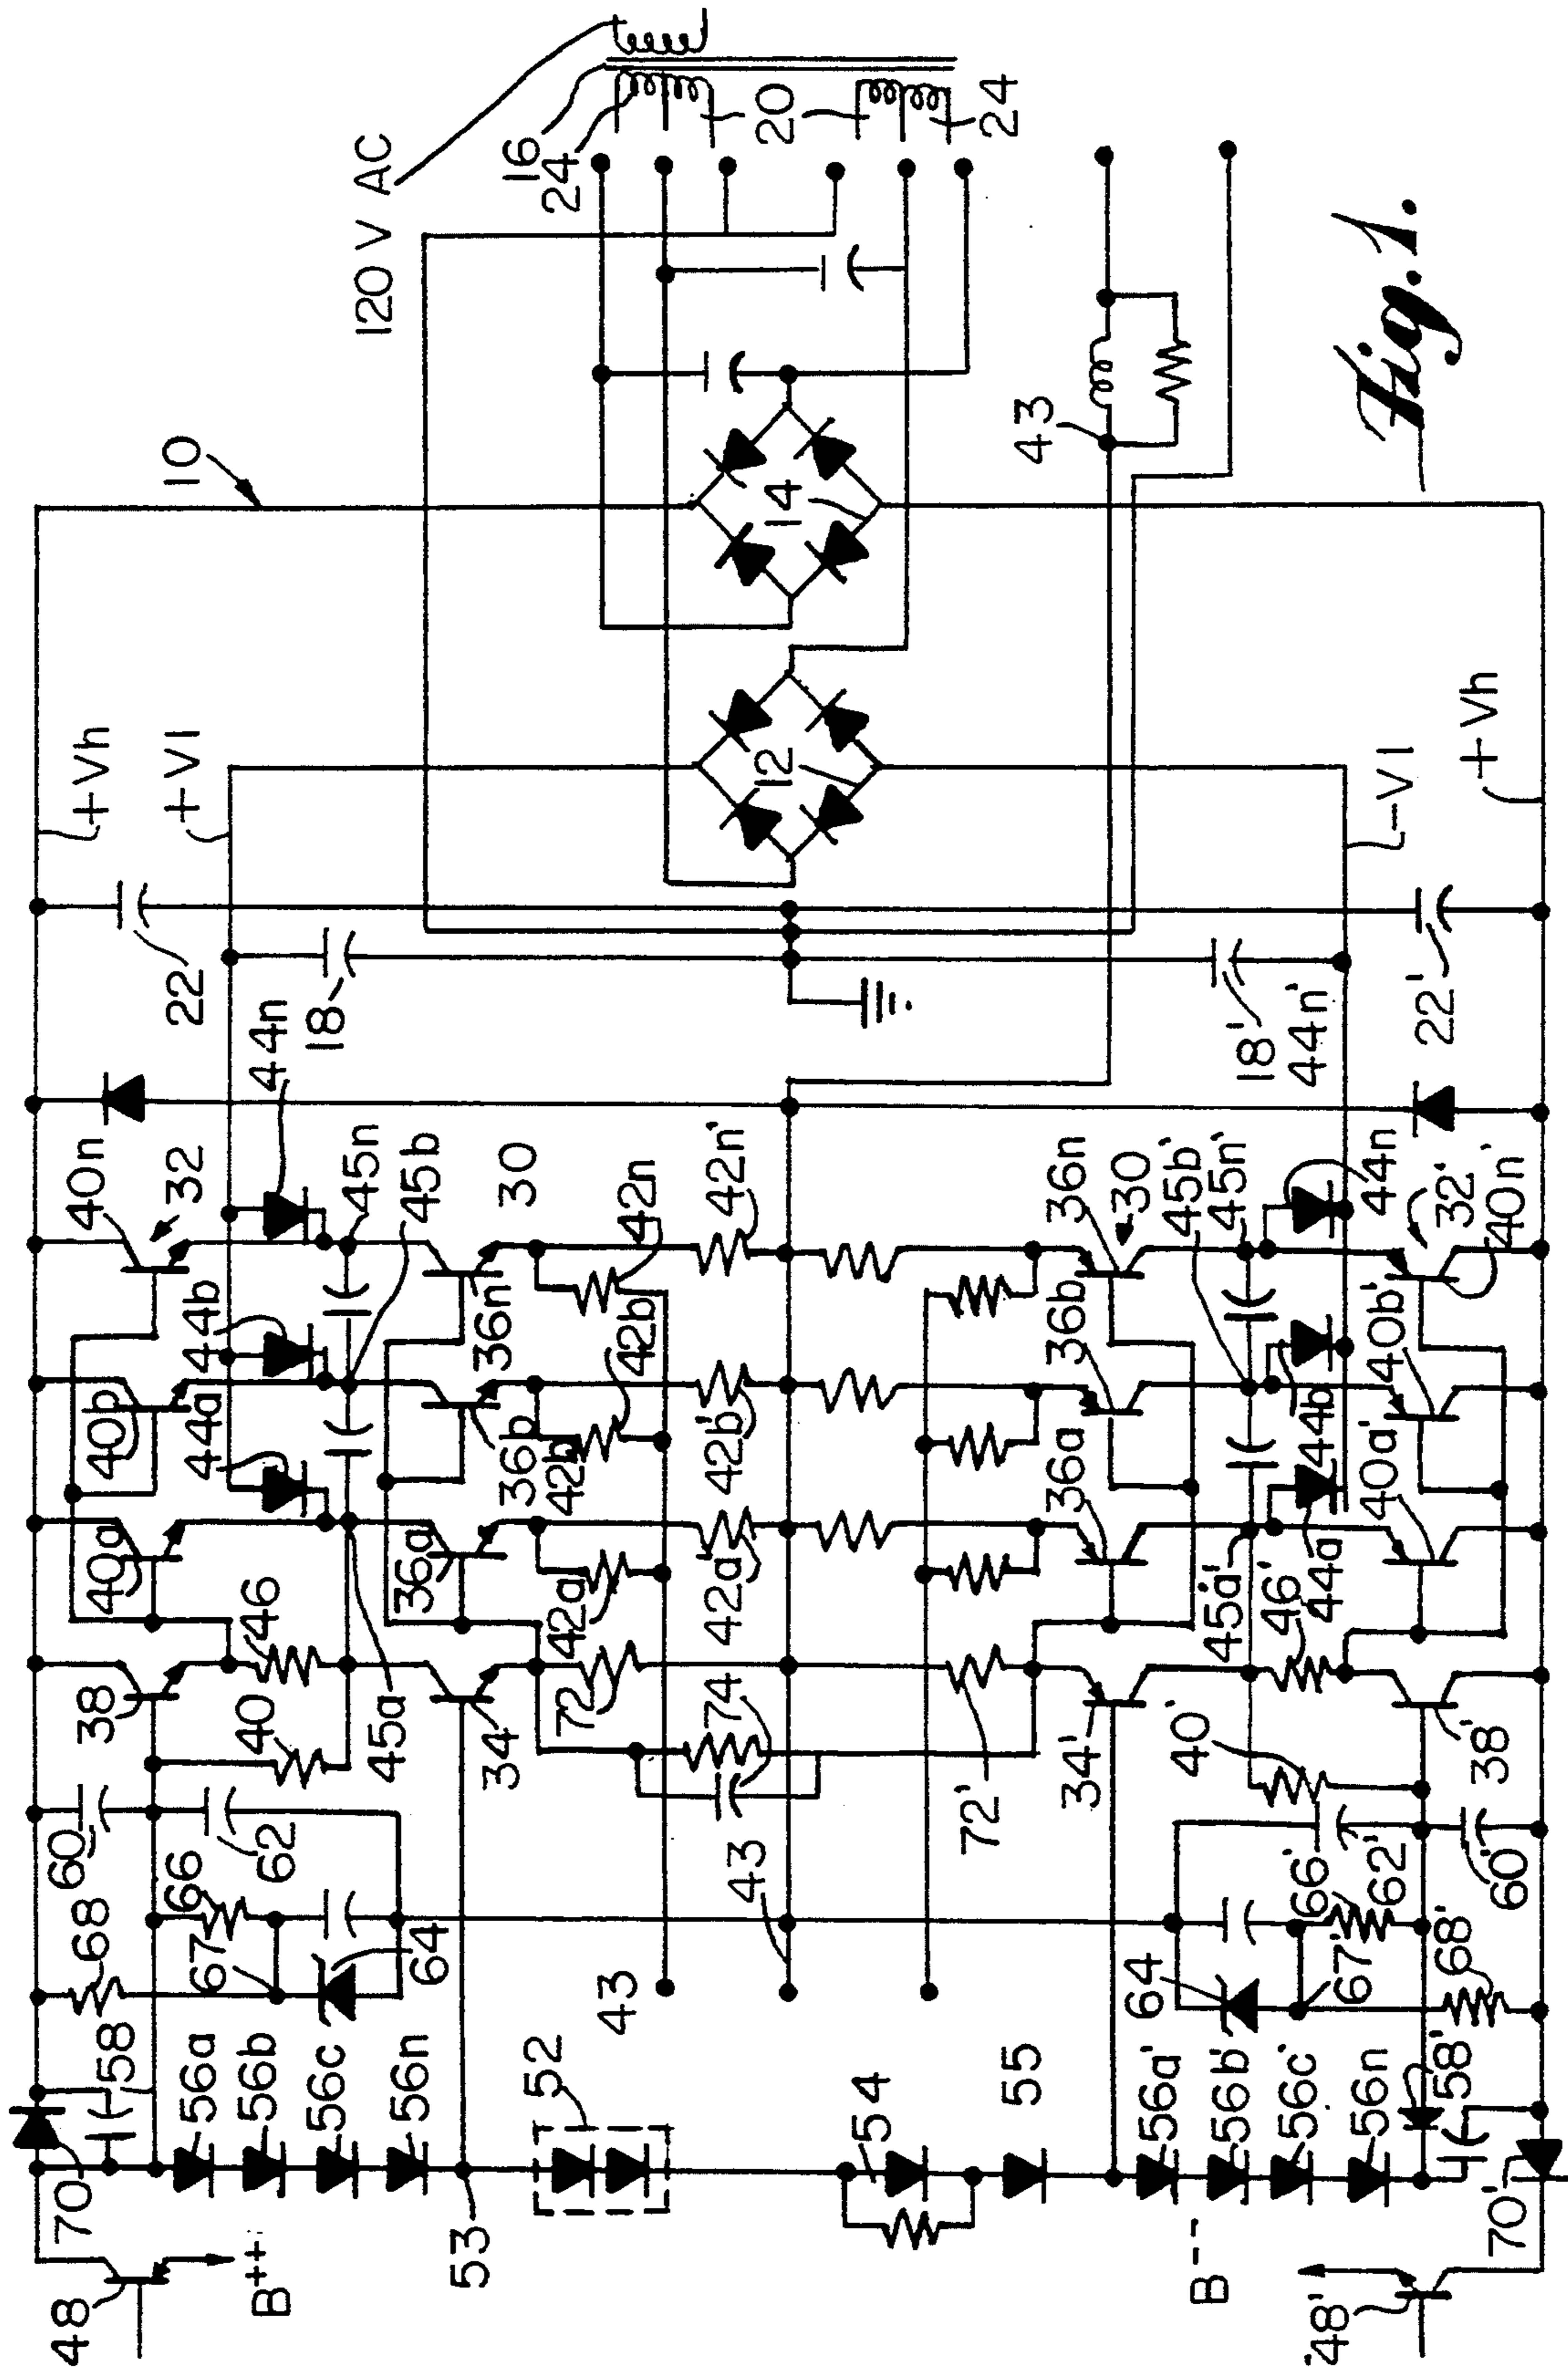 120 V AC
16
24
20
24
10
14
43
Fig. 1.
+Vh
+Vl
12
-Vl
+Vh
22
18
44n
18'
44n'
22'
40n
32
45n
45b
30
42n
42n'
36n
30
45b'
45n'
44n
32'
40n'
44b
36n'
42b
36b
40b'
40b
44a
36b
42b
42b'
36a
44b
40a'
40a
46
36a
42a
42a'
45a'
46'
44a
38
40
45a
34
72
74
72'
34'
40'
38'
60
62
66
43
66'
62'
60'
68
67
64
43
64
67'
68'
58
56a
56b
56c
56n
52
54
55
56a'
56b'
56c'
56n
58'
70
53
70'
48
B++
B--
48'